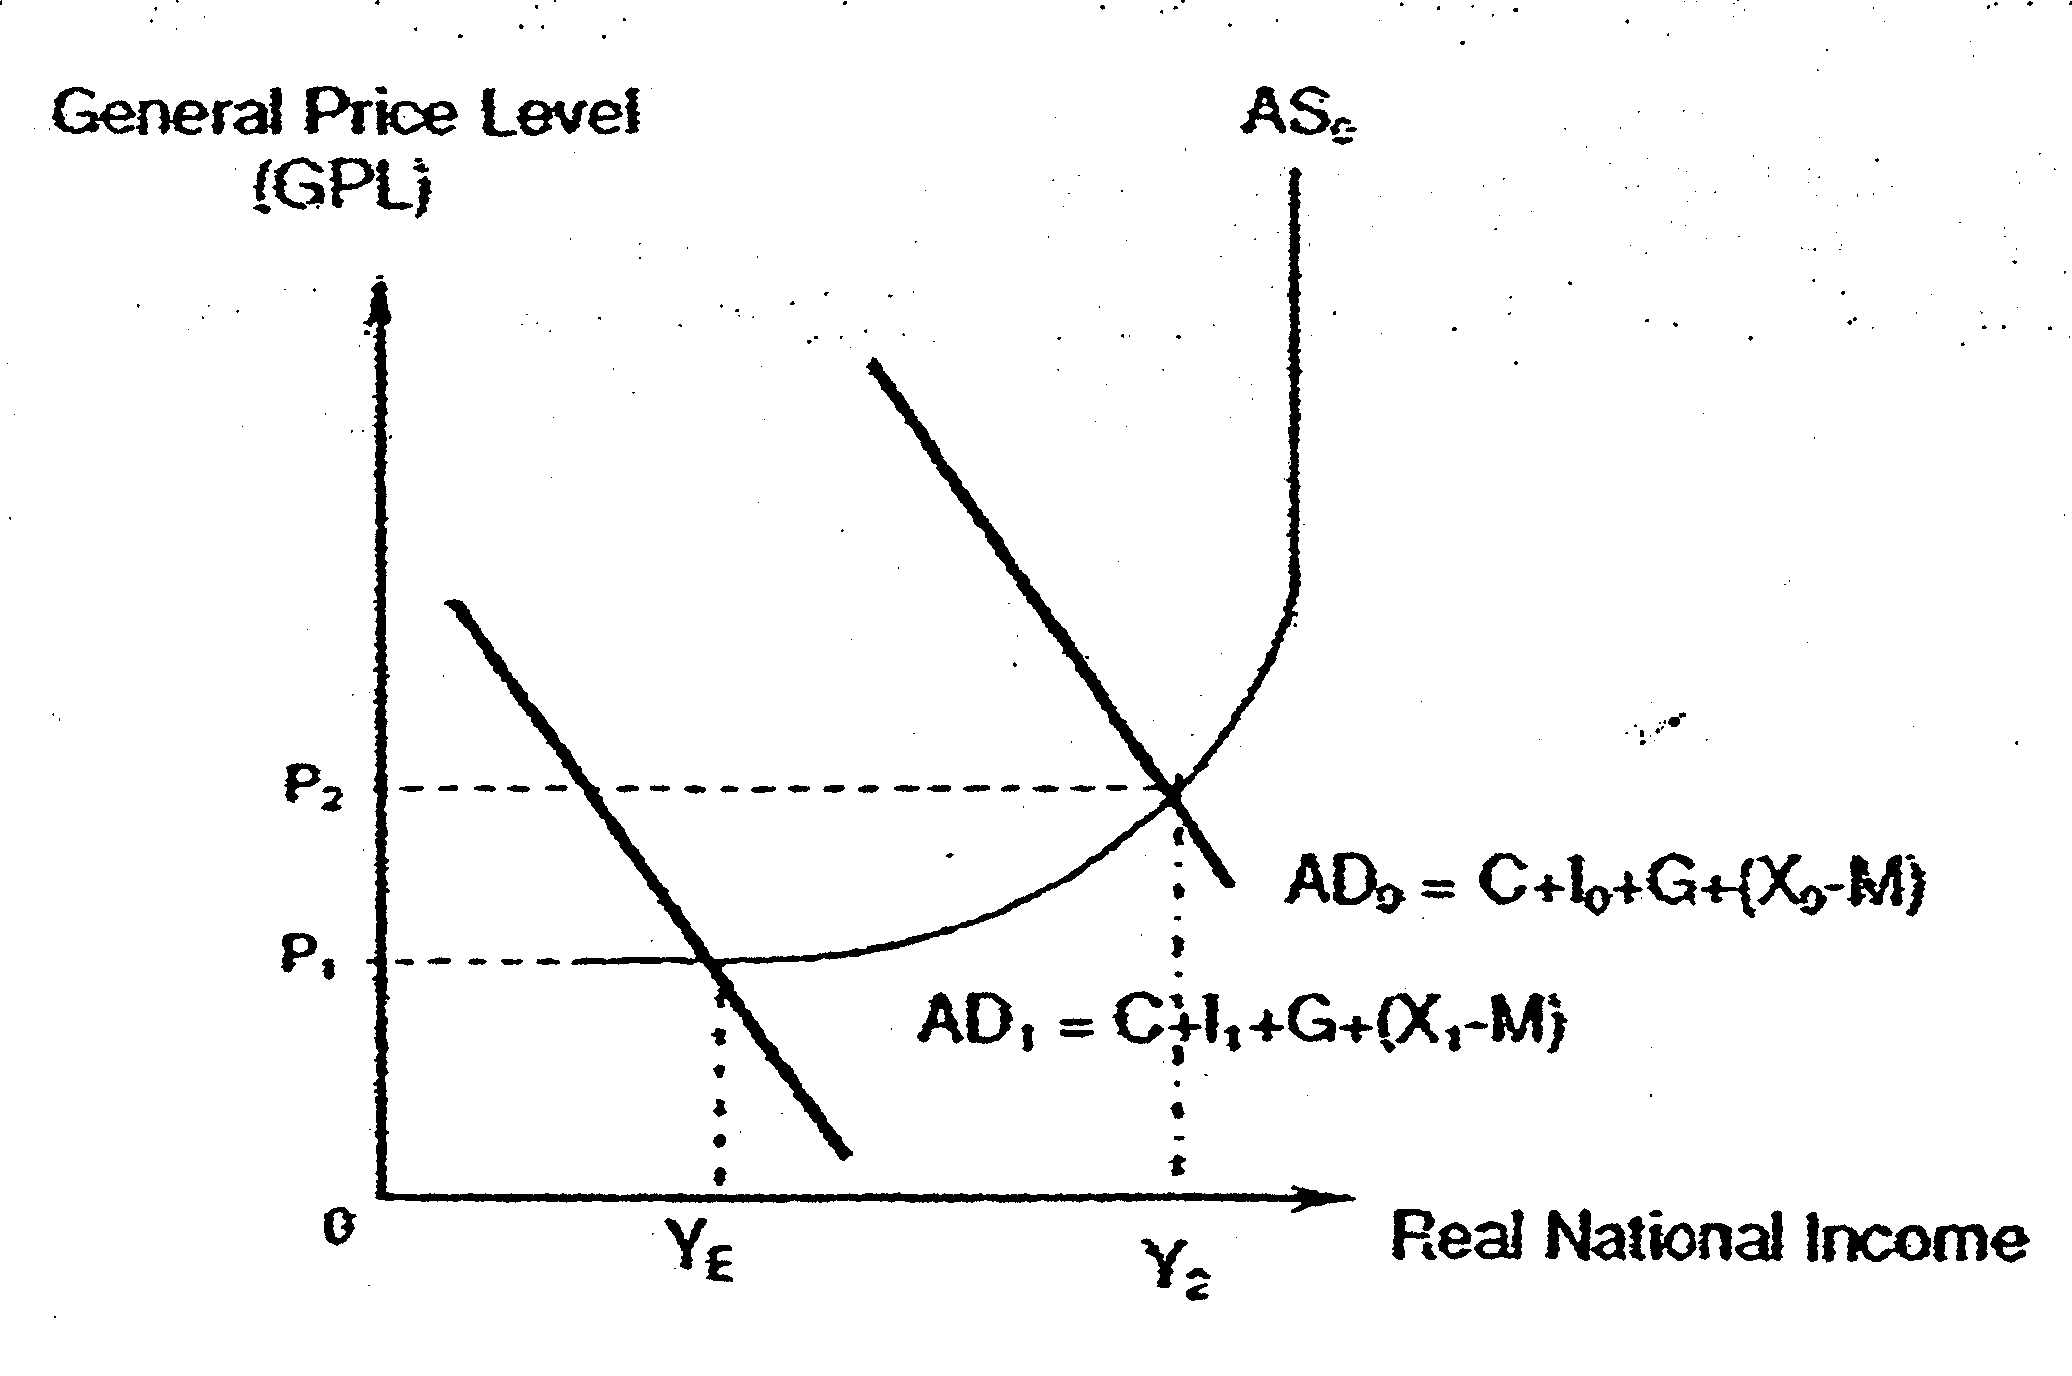 General Price Level
(GPL)
AS₀
P₂
AD₀ = C+I₀+G+(X₀-M)
P₁
AD₁ = C+I₁+G+(X₁-M)
0
Y_E
Y₂
Real National Income